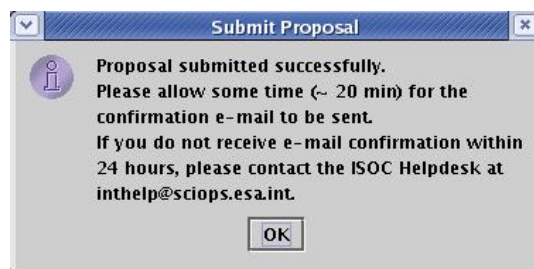 Submit Proposal
Proposal submitted successfully.
Please allow some time (~ 20 min) for the
confirmation e-mail to be sent.
If you do not receive e-mail confirmation within
24 hours, please contact the ISOC Helpdesk at
inthelp@sciops.esa.int.
OK